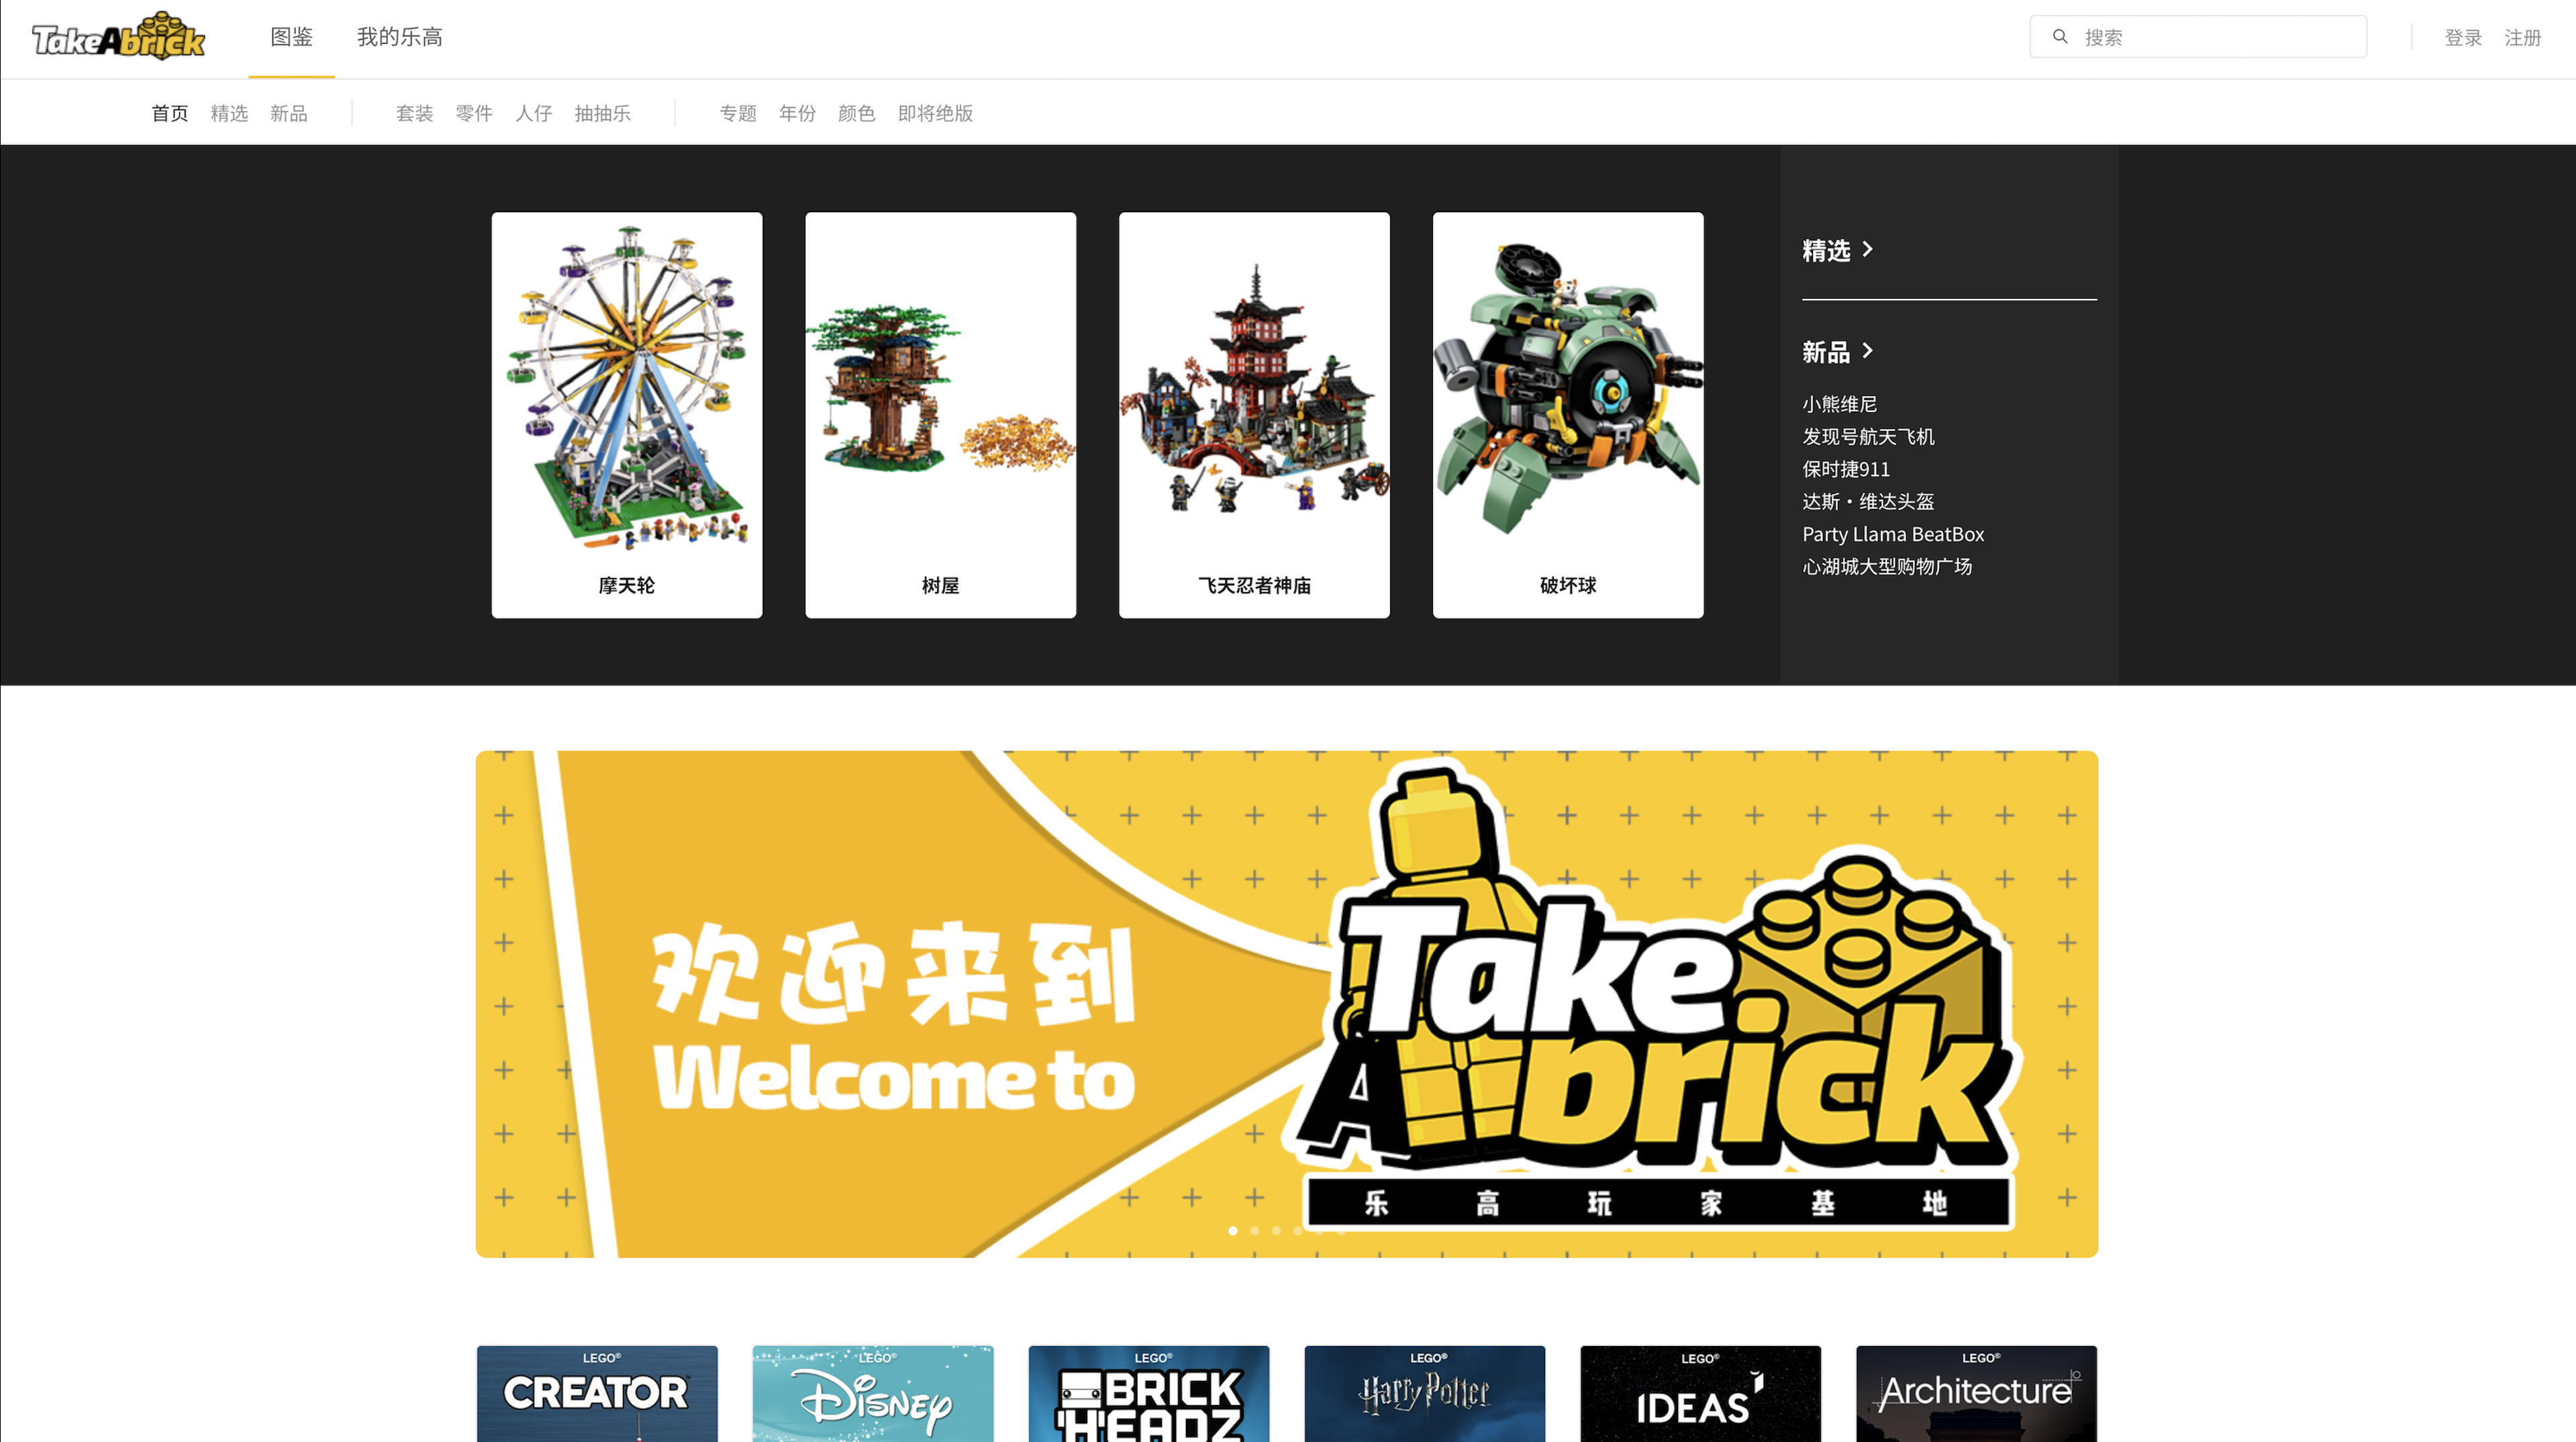 TakeAbrick
图鉴 我的乐高
搜索
登录 注册
首页 精选 新品 套装 零件 人仔 抽抽乐 专题 年份 颜色 即将绝版
摩天轮
树屋
飞天忍者神庙
破坏球
精选
新品
小熊维尼
发现号航天飞机
保时捷911
达斯・维达头盔
Party Llama BeatBox
心湖城大型购物广场
欢迎来到
Welcome to
Take
A brick
乐高玩家基地
LEGO®
CREATOR
LEGO®
Disney
LEGO®
BRICK
HEADZ
LEGO®
Harry Potter
LEGO®
IDEAS
LEGO®
Architecture